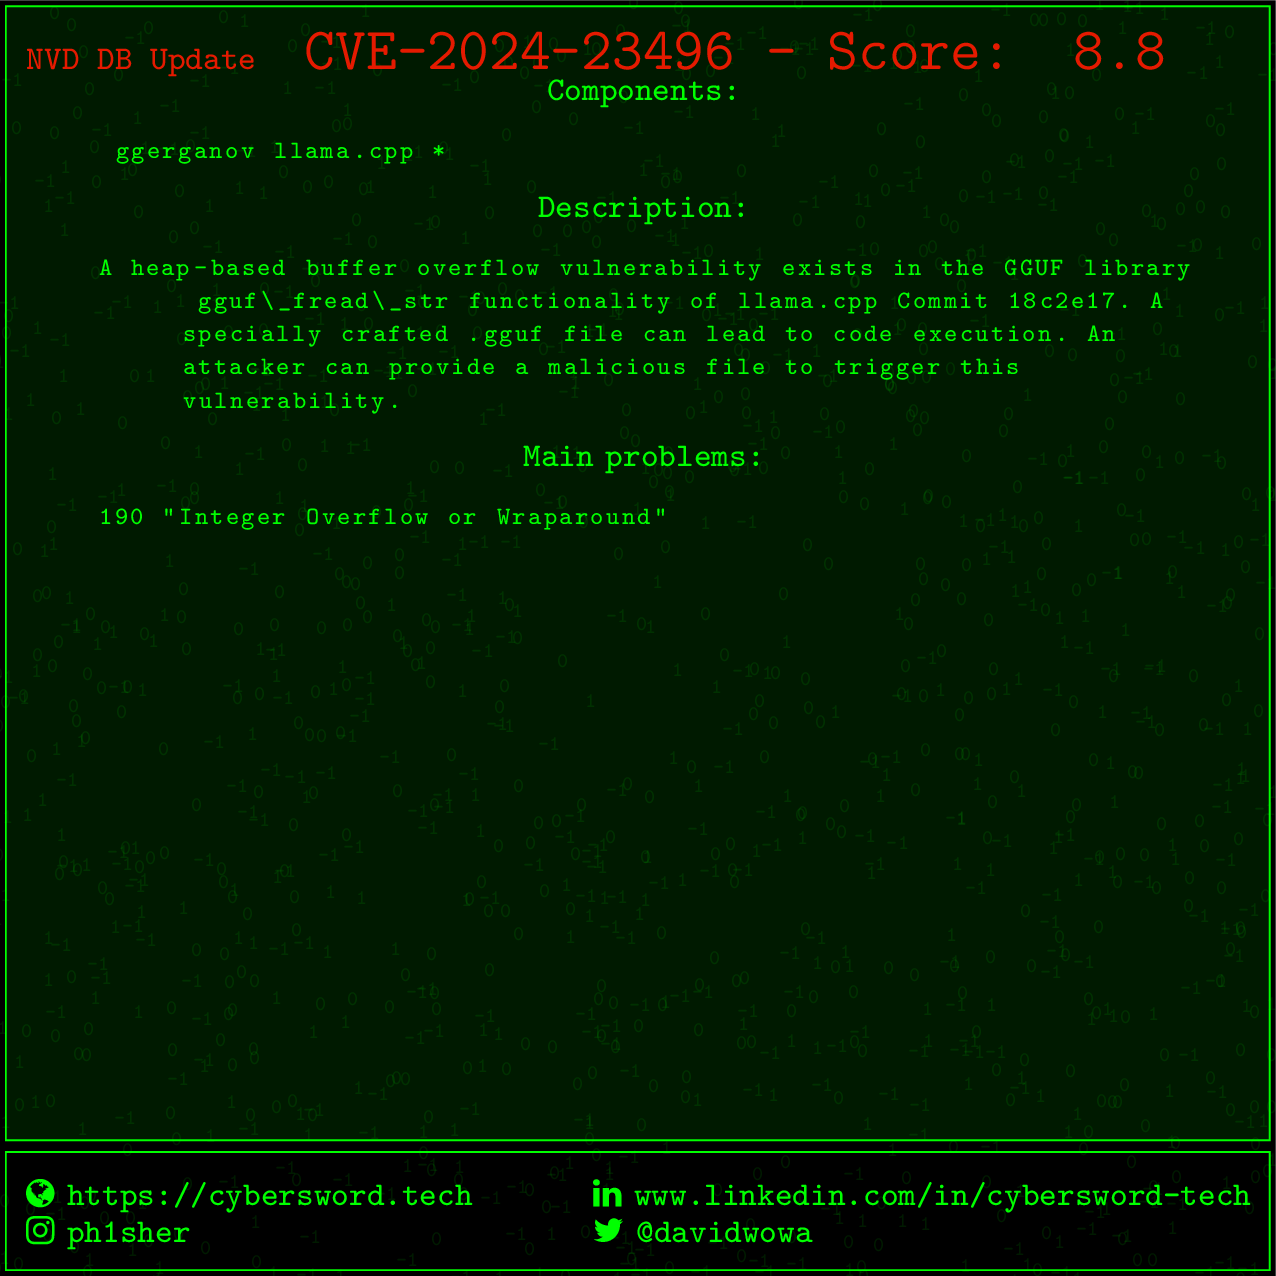 NVD DB Update CVE-2024-23496 - Score: 8.8
Components:
ggerganov llama.cpp *
Description:
A heap-based buffer overflow vulnerability exists in the GGUF library
gguf\_fread\_str functionality of llama.cpp Commit 18c2e17. A
specially crafted .gguf file can lead to code execution. An
attacker can provide a malicious file to trigger this
vulnerability.
Main problems:
190 "Integer Overflow or Wraparound"
https://cybersword.tech www.linkedin.com/in/cybersword-tech
ph1sher @davidwowa